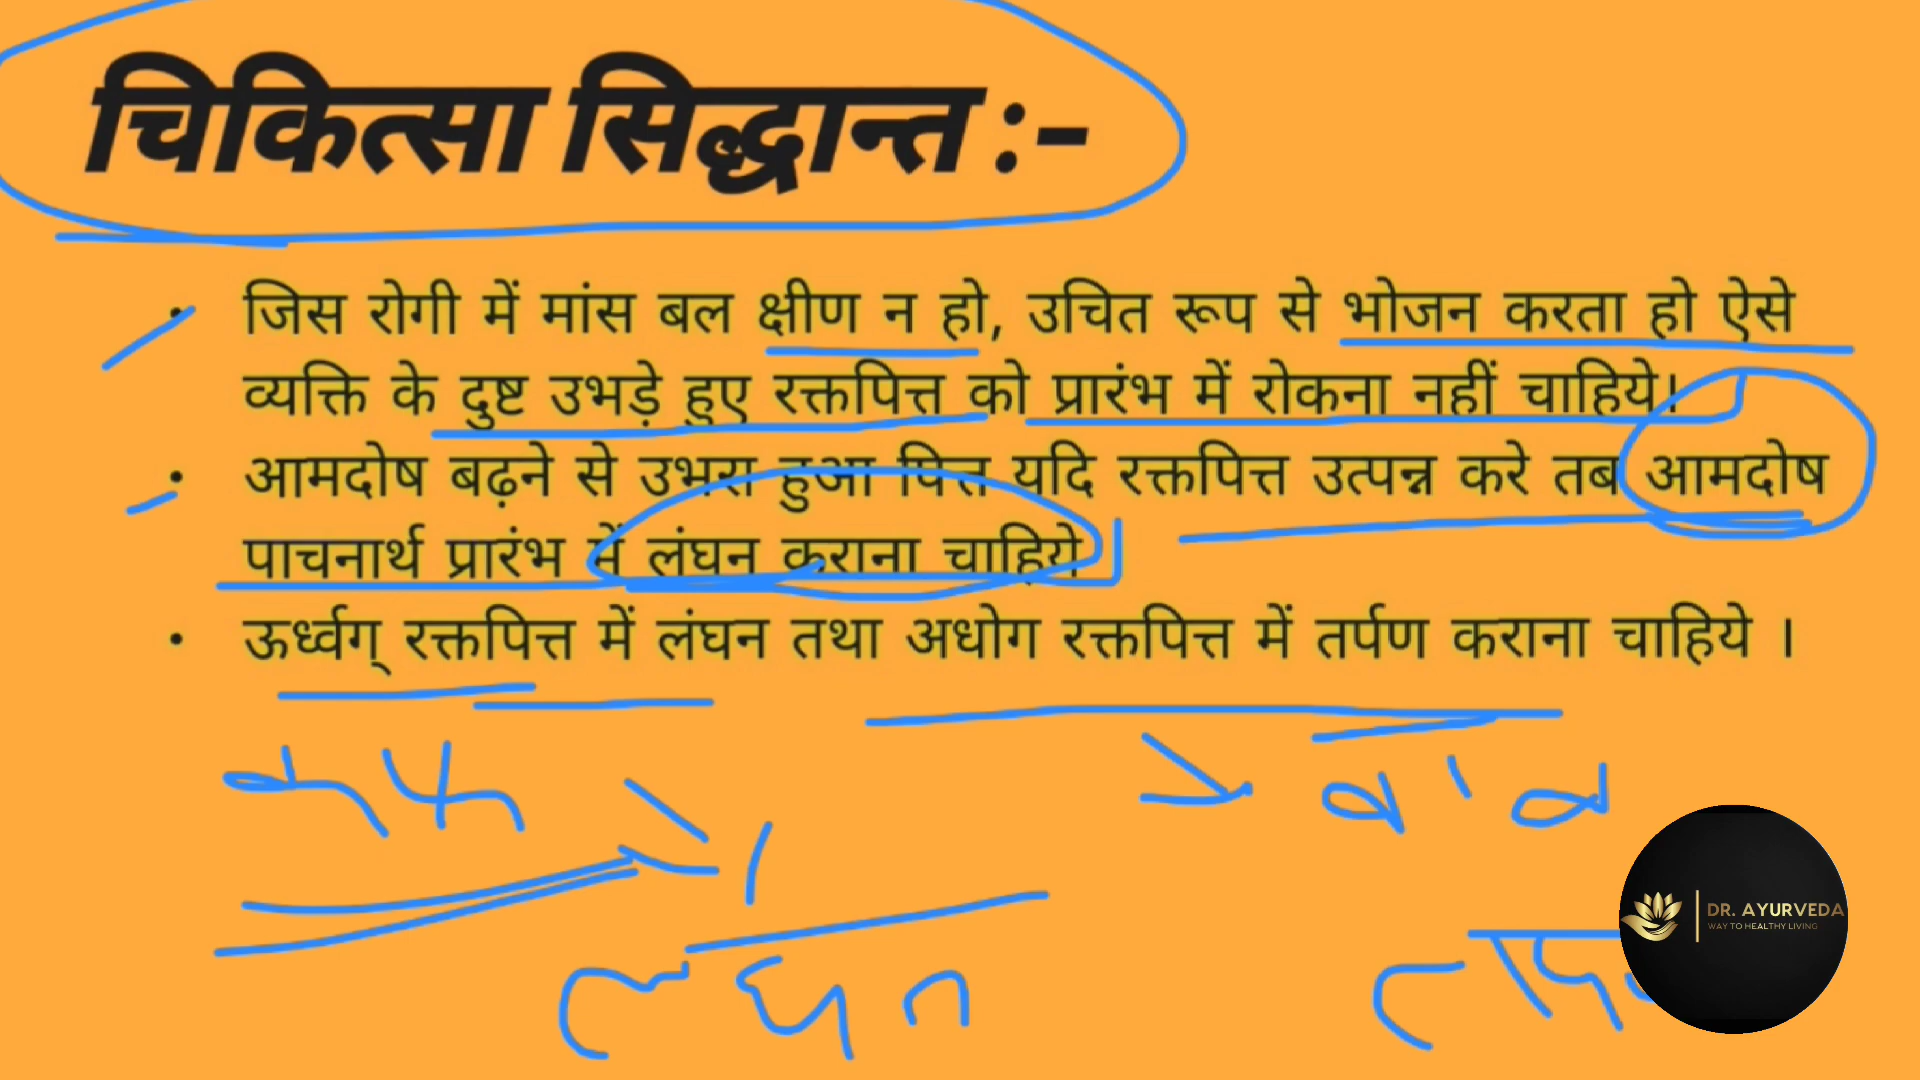 चिकित्सा सिद्धान्त :-
• जिस रोगी में मांस बल क्षीण न हो, उचित रूप से भोजन करता हो ऐसे
व्यक्ति के दुष्ट उभड़े हुए रक्तपित्त को प्रारंभ में रोकना नहीं चाहिये।
• आमदोष बढ़ने से उभरा हुआ पित्त यदि रक्तपित्त उत्पन्न करे तब आमदोष
पाचनार्थ प्रारंभ में लंघन कराना चाहिये
• ऊर्ध्वग् रक्तपित्त में लंघन तथा अधोग रक्तपित्त में तर्पण कराना चाहिये ।
कफ
लंघन
DR. AYURVEDA
WAY TO HEALTHY LIVING